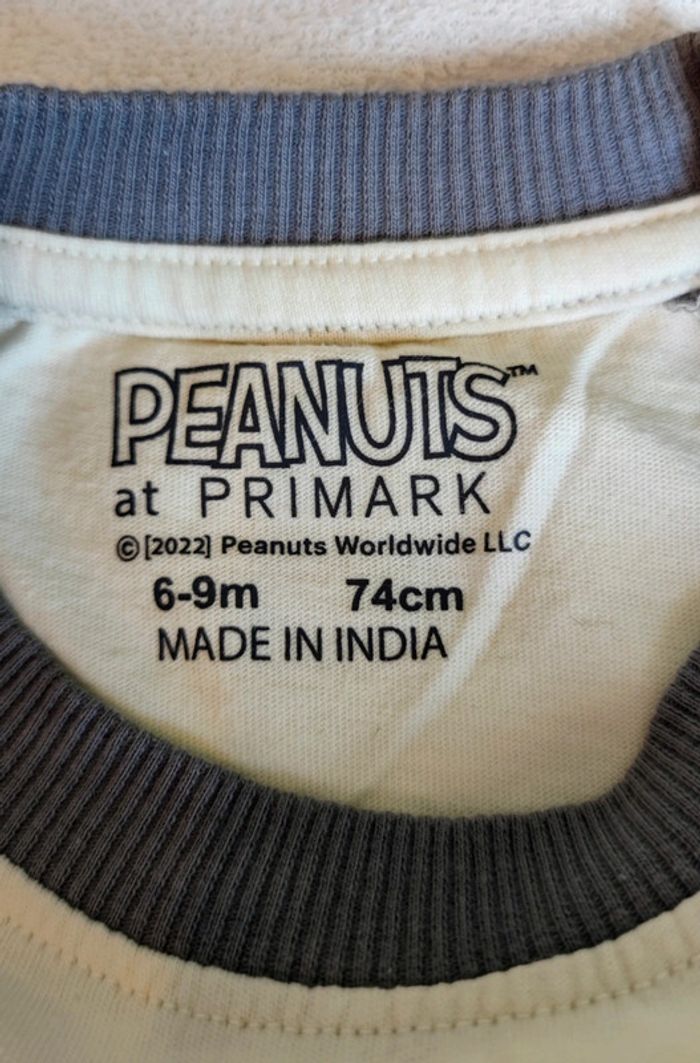 PEANUTS™
at PRIMARK
©[2022] Peanuts Worldwide LLC
6-9m 74cm
MADE IN INDIA